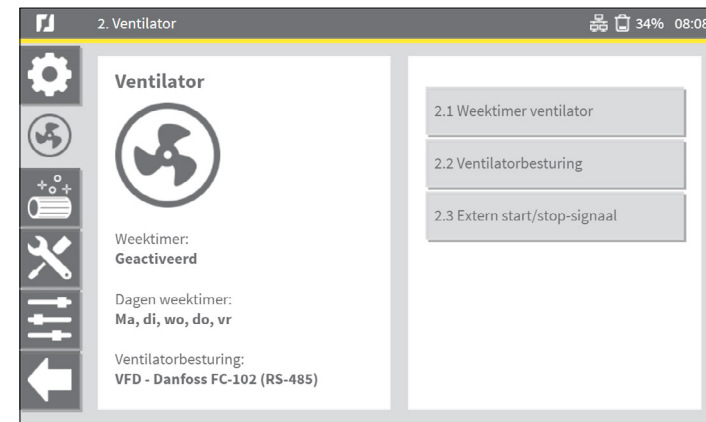 2. Ventilator
34% 08:08
Ventilator
Weektimer:
Geactiveerd
Dagen weektimer:
Ma, di, wo, do, vr
Ventilatorbesturing:
VFD - Danfoss FC-102 (RS-485)
2.1 Weektimer ventilator
2.2 Ventilatorbesturing
2.3 Extern start/stop-signaal